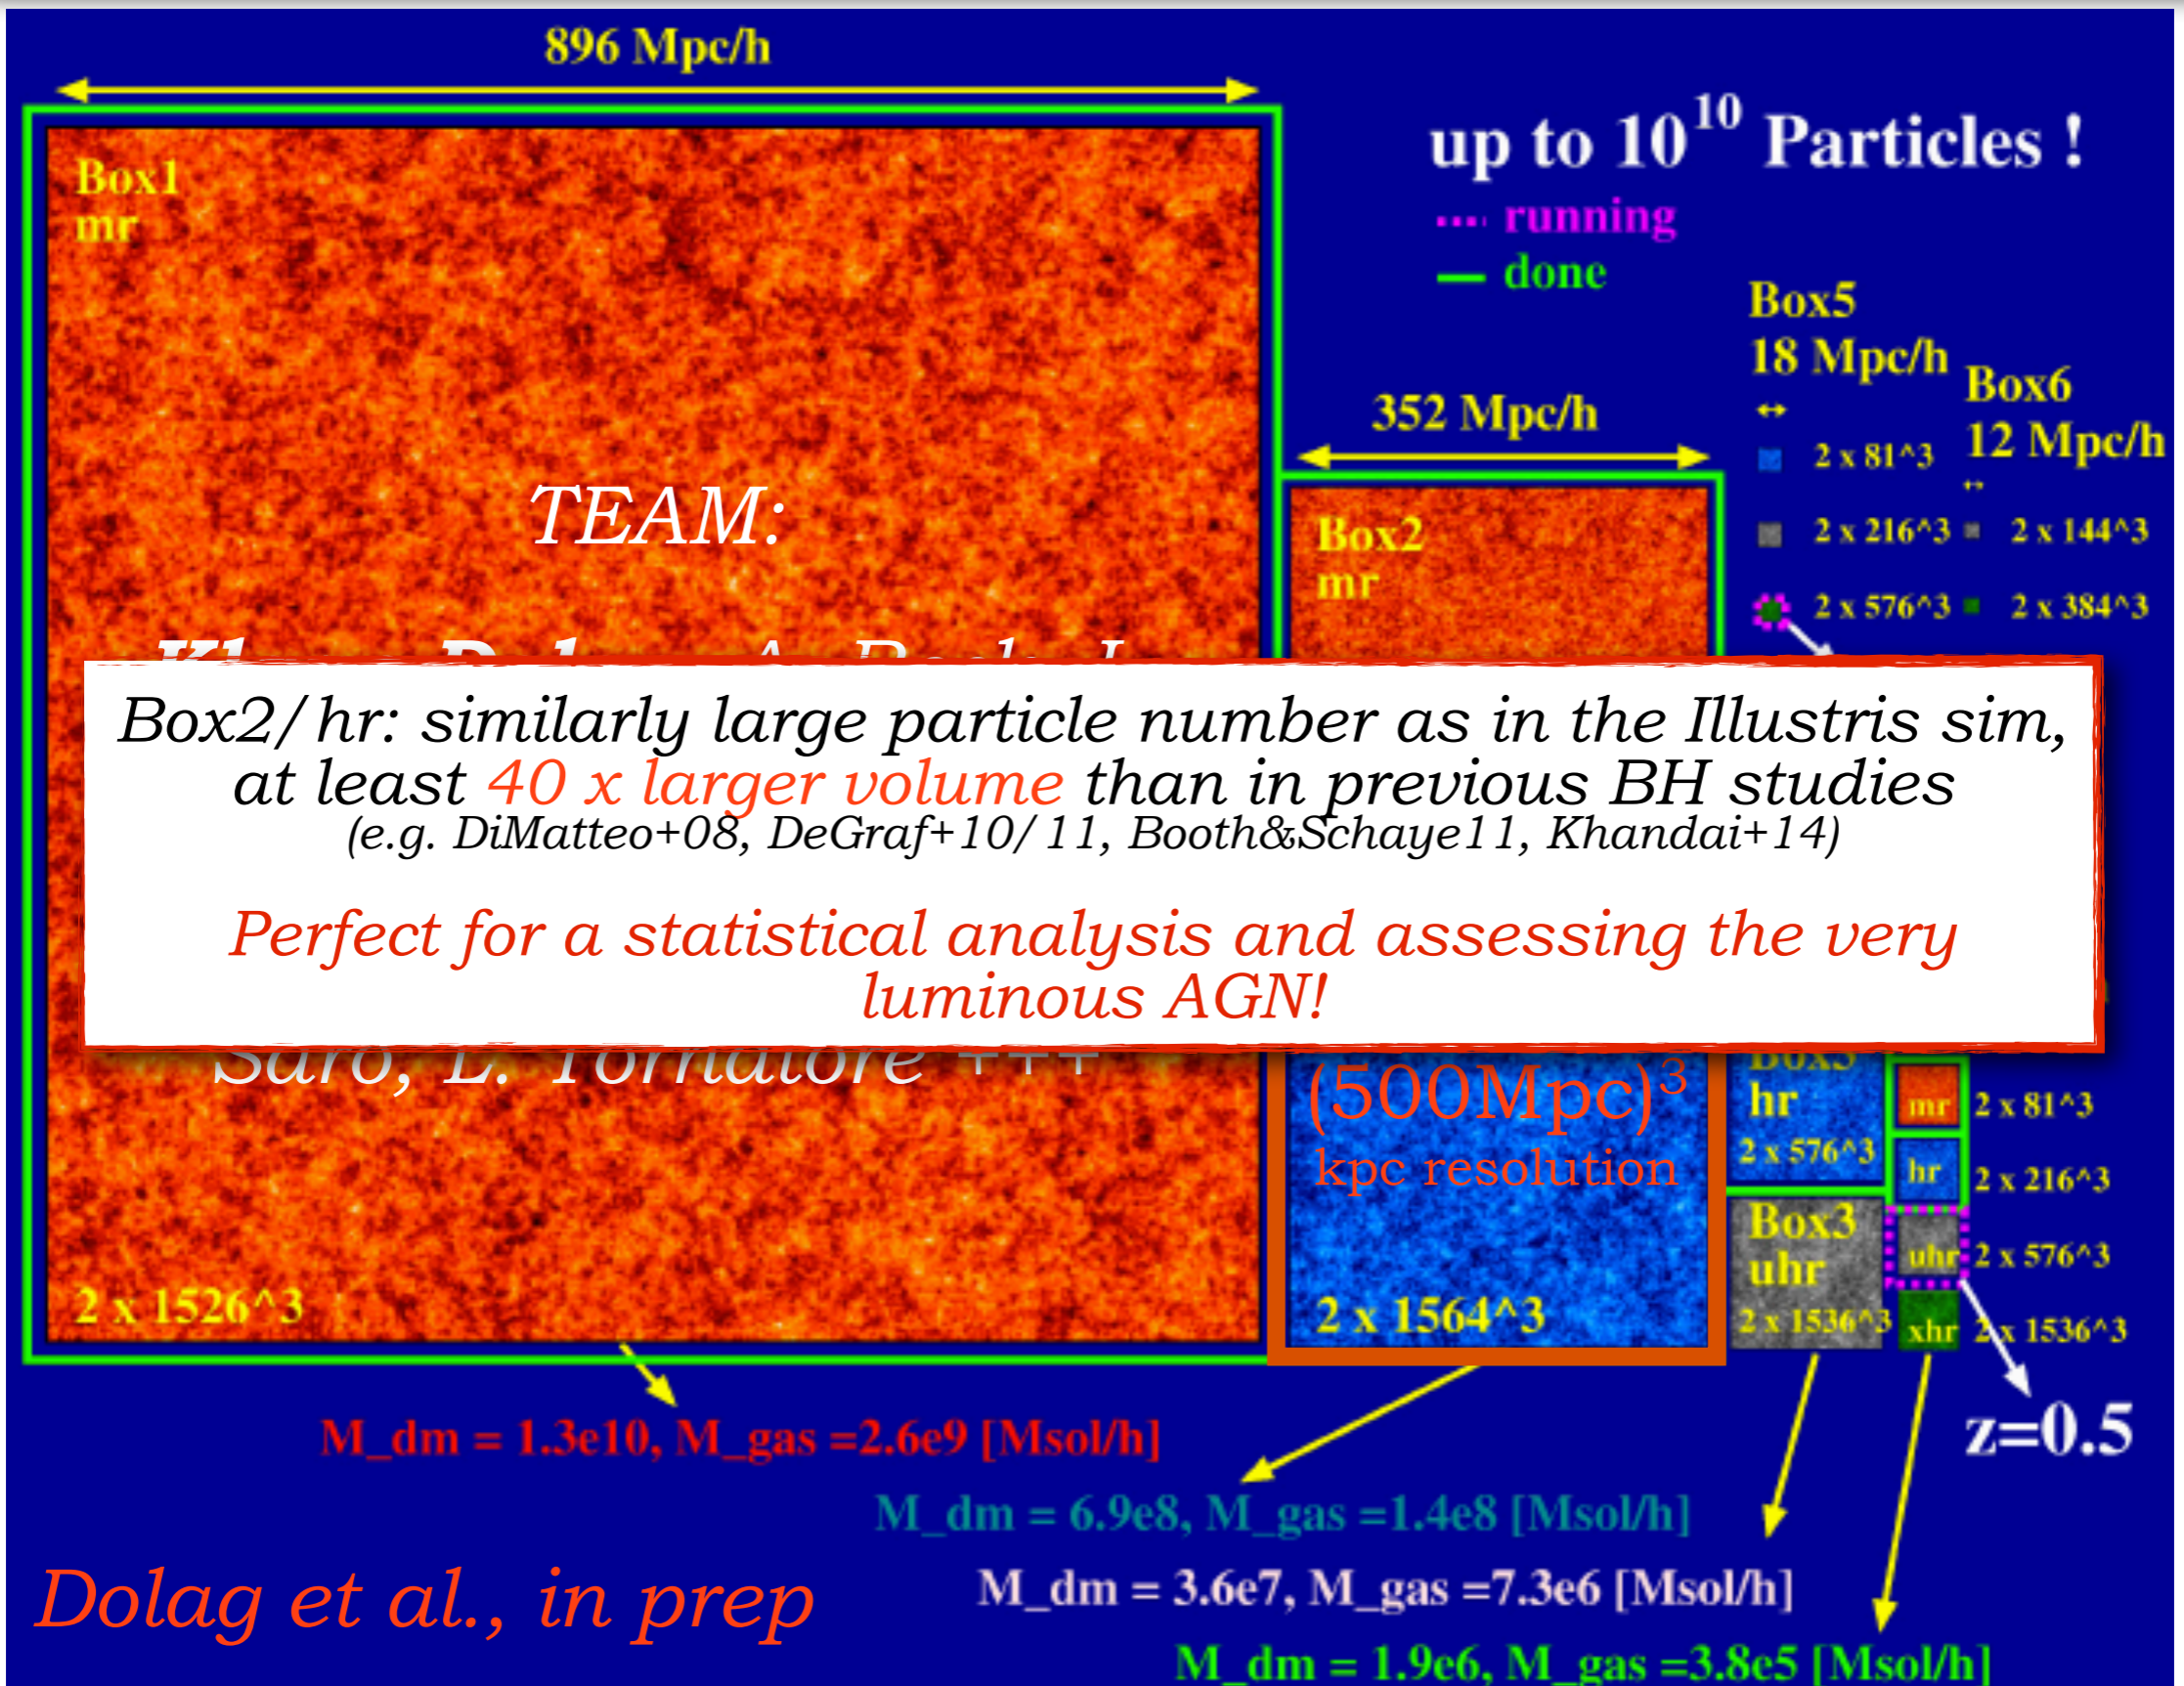 896 Mpc/h
up to 10^10 Particles !
running
done
Box1
mr
Box5
18 Mpc/h
Box6
12 Mpc/h
352 Mpc/h
2 x 81^3
2 x 216^3
2 x 144^3
2 x 576^3
2 x 384^3
TEAM:
Box2
mr
Box2/hr: similarly large particle number as in the Illustris sim,
at least 40 x larger volume than in previous BH studies
(e.g. DiMatteo+08, DeGraf+10/11, Booth&Schaye11, Khandai+14)
Perfect for a statistical analysis and assessing the very
luminous AGN!
Saro, L. Tornatore +++
(500Mpc)³
kpc resolution
2 x 1564^3
hr
2 x 576^3
Box3
uhr
2 x 1536^3
mr 2 x 81^3
hr 2 x 216^3
uhr 2 x 576^3
xhr 2 x 1536^3
2 x 1526^3
z=0.5
M_dm = 1.3e10, M_gas =2.6e9 [Msol/h]
M_dm = 6.9e8, M_gas =1.4e8 [Msol/h]
M_dm = 3.6e7, M_gas =7.3e6 [Msol/h]
M_dm = 1.9e6, M_gas =3.8e5 [Msol/h]
Dolag et al., in prep